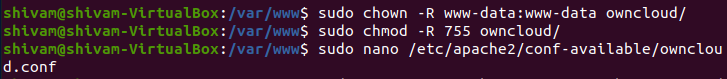 shivam@shivam-VirtualBox:/var/www$ sudo chown -R www-data:www-data owncloud/
shivam@shivam-VirtualBox:/var/www$ sudo chmod -R 755 owncloud/
shivam@shivam-VirtualBox:/var/www$ sudo nano /etc/apache2/conf-available/ownclou
d.conf